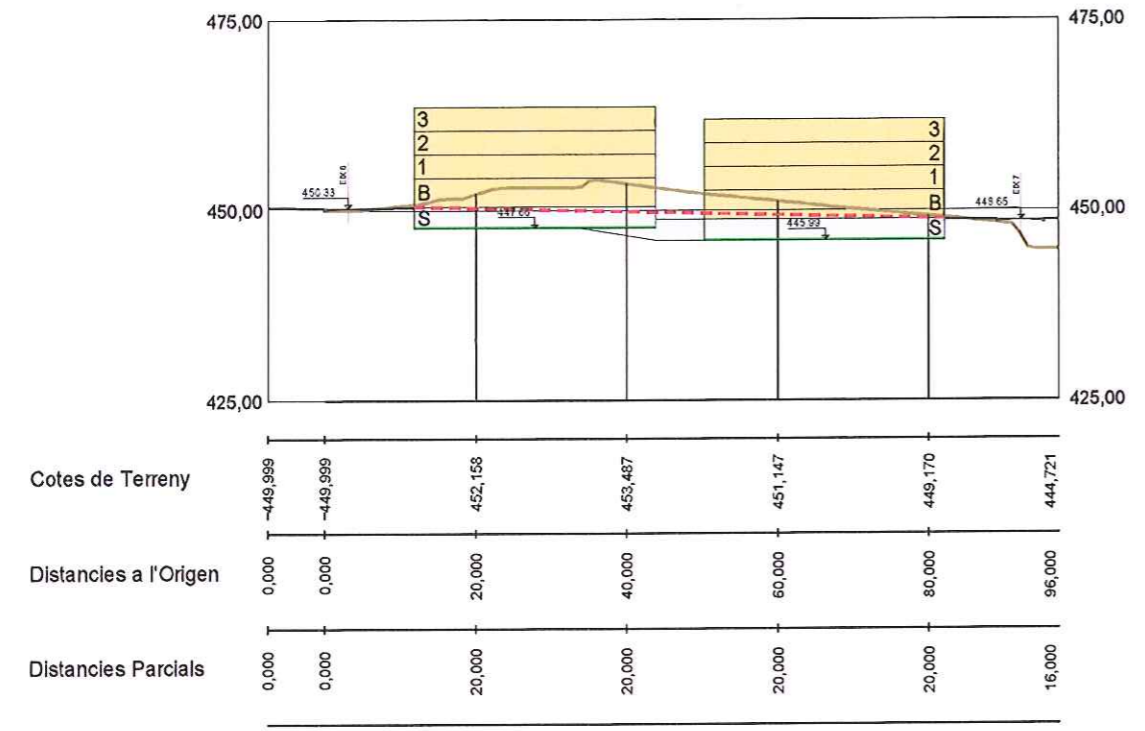 475,00 475,00
3
2
1
B
S
3
2
1
B
S
450.33
450,00 450,00
445.99
425,00 425,00
Cotes de Terreny 449,999 449,999 452,158 453,487 451,147 449,170 444,721
Distancies a l'Origen 0,000 0,000 20,000 40,000 60,000 80,000 96,000
Distancies Parcials 0,000 0,000 20,000 20,000 20,000 20,000 16,000